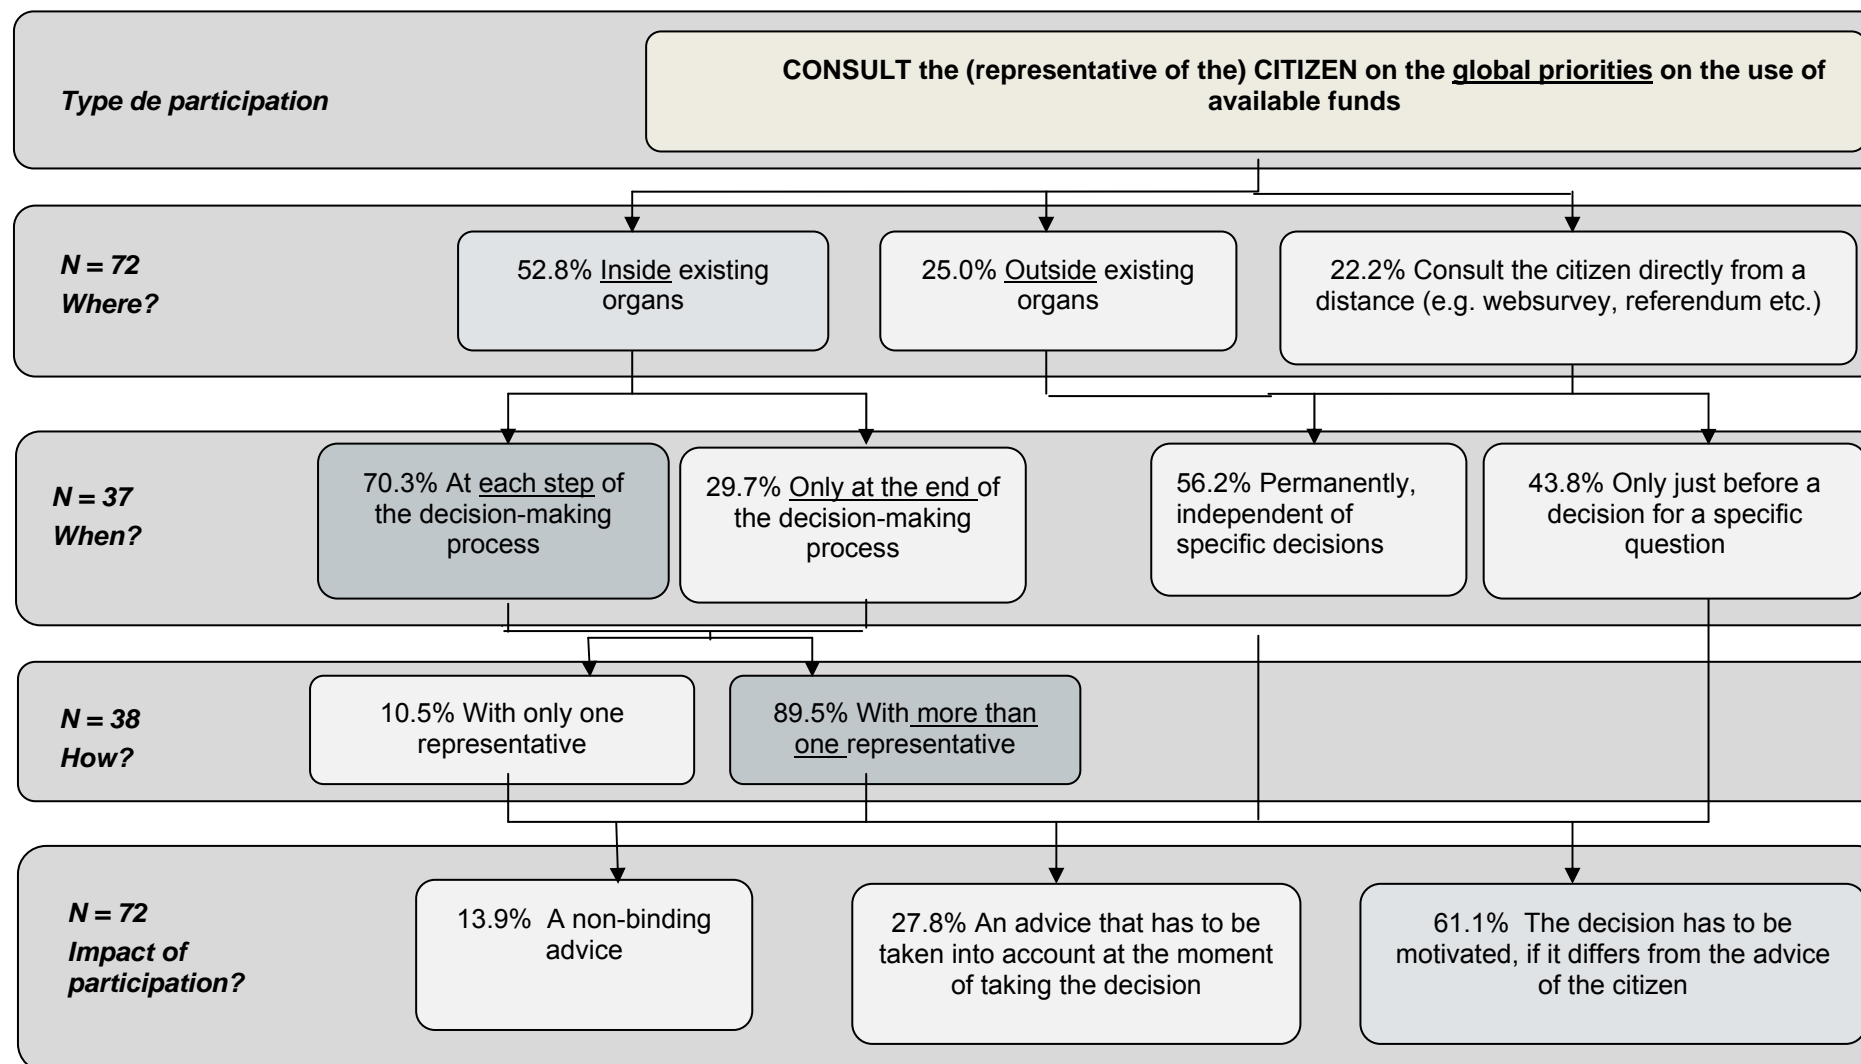 Type de participation
CONSULT the (representative of the) CITIZEN on the global priorities on the use of
available funds
N = 72
Where?
52.8% Inside existing
organs
25.0% Outside existing
organs
22.2% Consult the citizen directly from a
distance (e.g. websurvey, referendum etc.)
N = 37
When?
70.3% At each step of
the decision-making
process
29.7% Only at the end of
the decision-making
process
56.2% Permanently,
independent of
specific decisions
43.8% Only just before a
decision for a specific
question
N = 38
How?
10.5% With only one
representative
89.5% With more than
one representative
N = 72
Impact of
participation?
13.9% A non-binding
advice
27.8% An advice that has to be
taken into account at the moment
of taking the decision
61.1% The decision has to be
motivated, if it differs from the advice
of the citizen